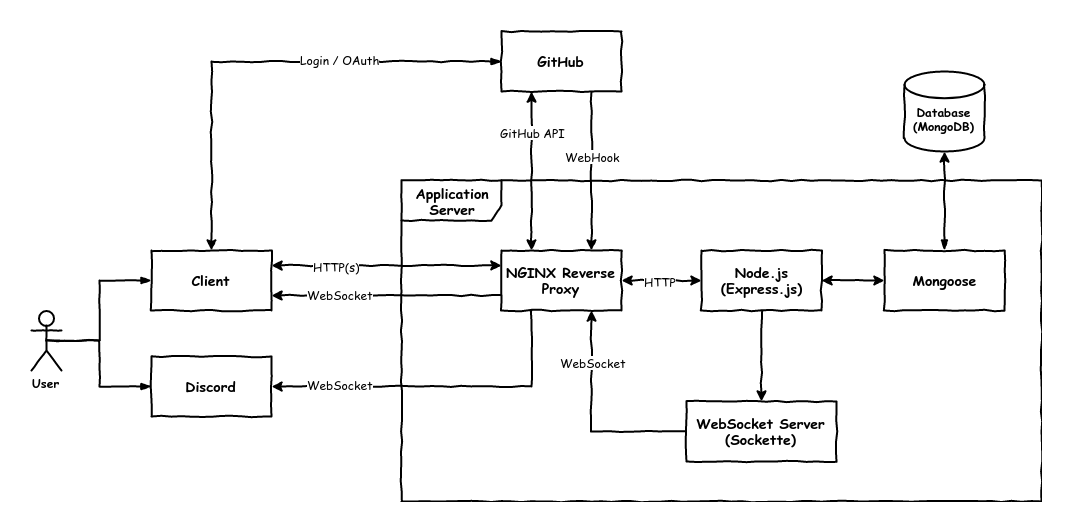 Login / OAuth
GitHub
GitHub API
WebHook
Database
(MongoDB)
Application
Server
Client
HTTP(s)
WebSocket
NGINX Reverse
Proxy
HTTP
Node.js
(Express.js)
Mongoose
User
Discord
WebSocket
WebSocket
WebSocket Server
(Sockette)